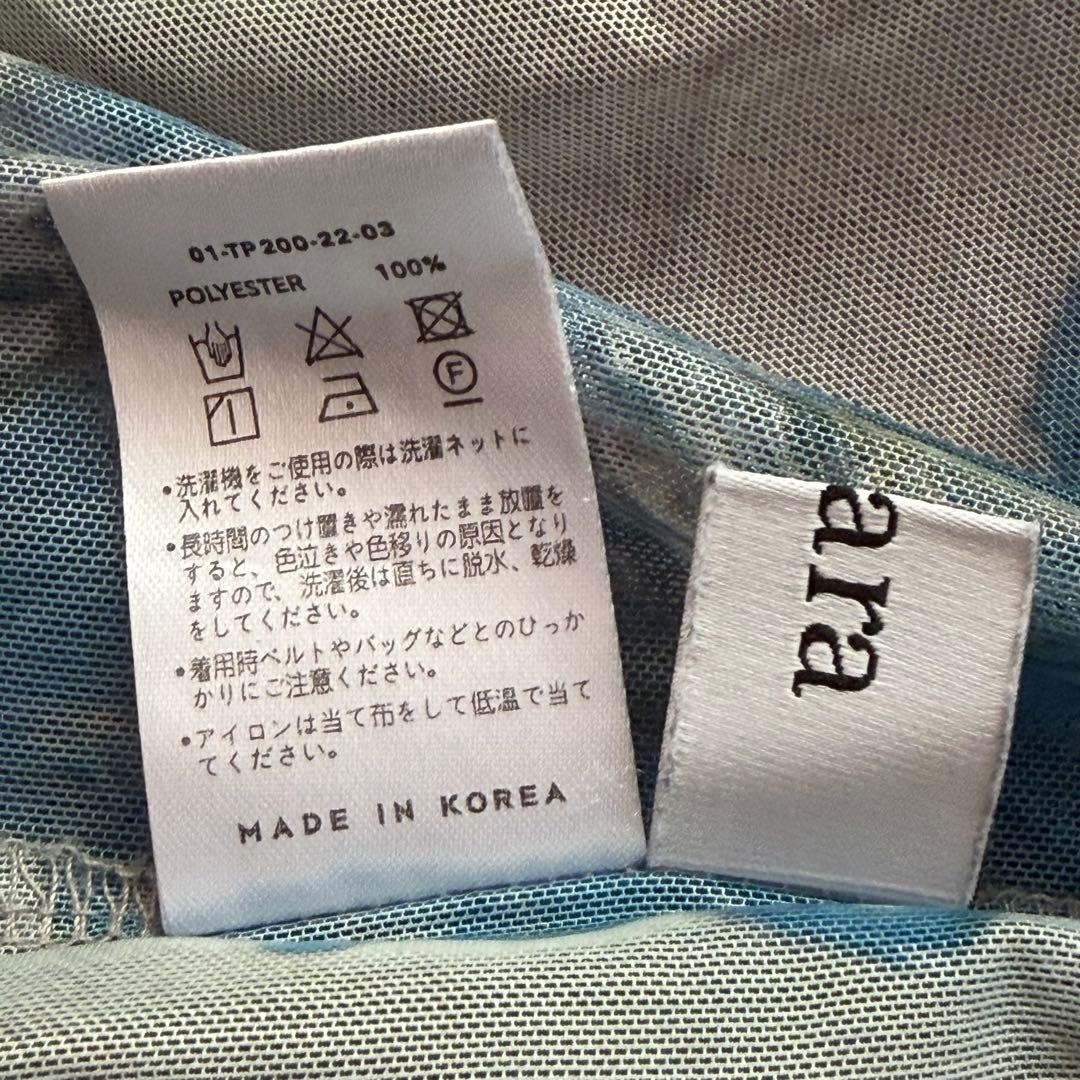 01-TP200-22-03
POLYESTER 100%
F
•洗濯機をご使用の際は洗濯ネットに
入れてください。
•長時間のつけ置きや濡れたまま放置を
すると、色泣きや色移りの原因となり
ますので、洗濯後は直ちに脱水、乾燥
をしてください。
•着用時ベルトやバッグなどとのひっか
かりにご注意ください。
•アイロンは当て布をして低温で当て
てください。
MADE IN KOREA
ara